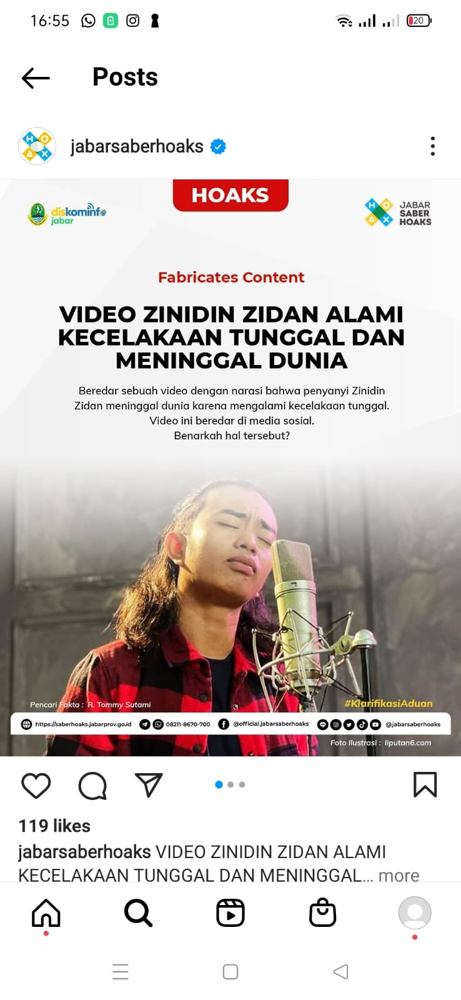 16:55
20
Posts
jabarsaberhoaks
HOAKS
diskominfo
jabar
H O A X
JABAR
SABER
HOAKS
Fabricates Content
VIDEO ZINIDIN ZIDAN ALAMI
KECELAKAAN TUNGGAL DAN
MENINGGAL DUNIA
Beredar sebuah video dengan narasi bahwa penyanyi Zinidin
Zidan meninggal dunia karena mengalami kecelakaan tunggal.
Video ini beredar di media sosial.
Benarkah hal tersebut?
Pencari Fakta : R. Tommy Sutami
#KlarifikasiAduan
https://saberhoaks.jabarprov.go.id 08211-8670-700 @official.jabarsaberhoaks @jabarsaberhoaks
Foto Ilustrasi : liputan6.com
119 likes
jabarsaberhoaks VIDEO ZINIDIN ZIDAN ALAMI
KECELAKAAN TUNGGAL DAN MENINGGAL... more